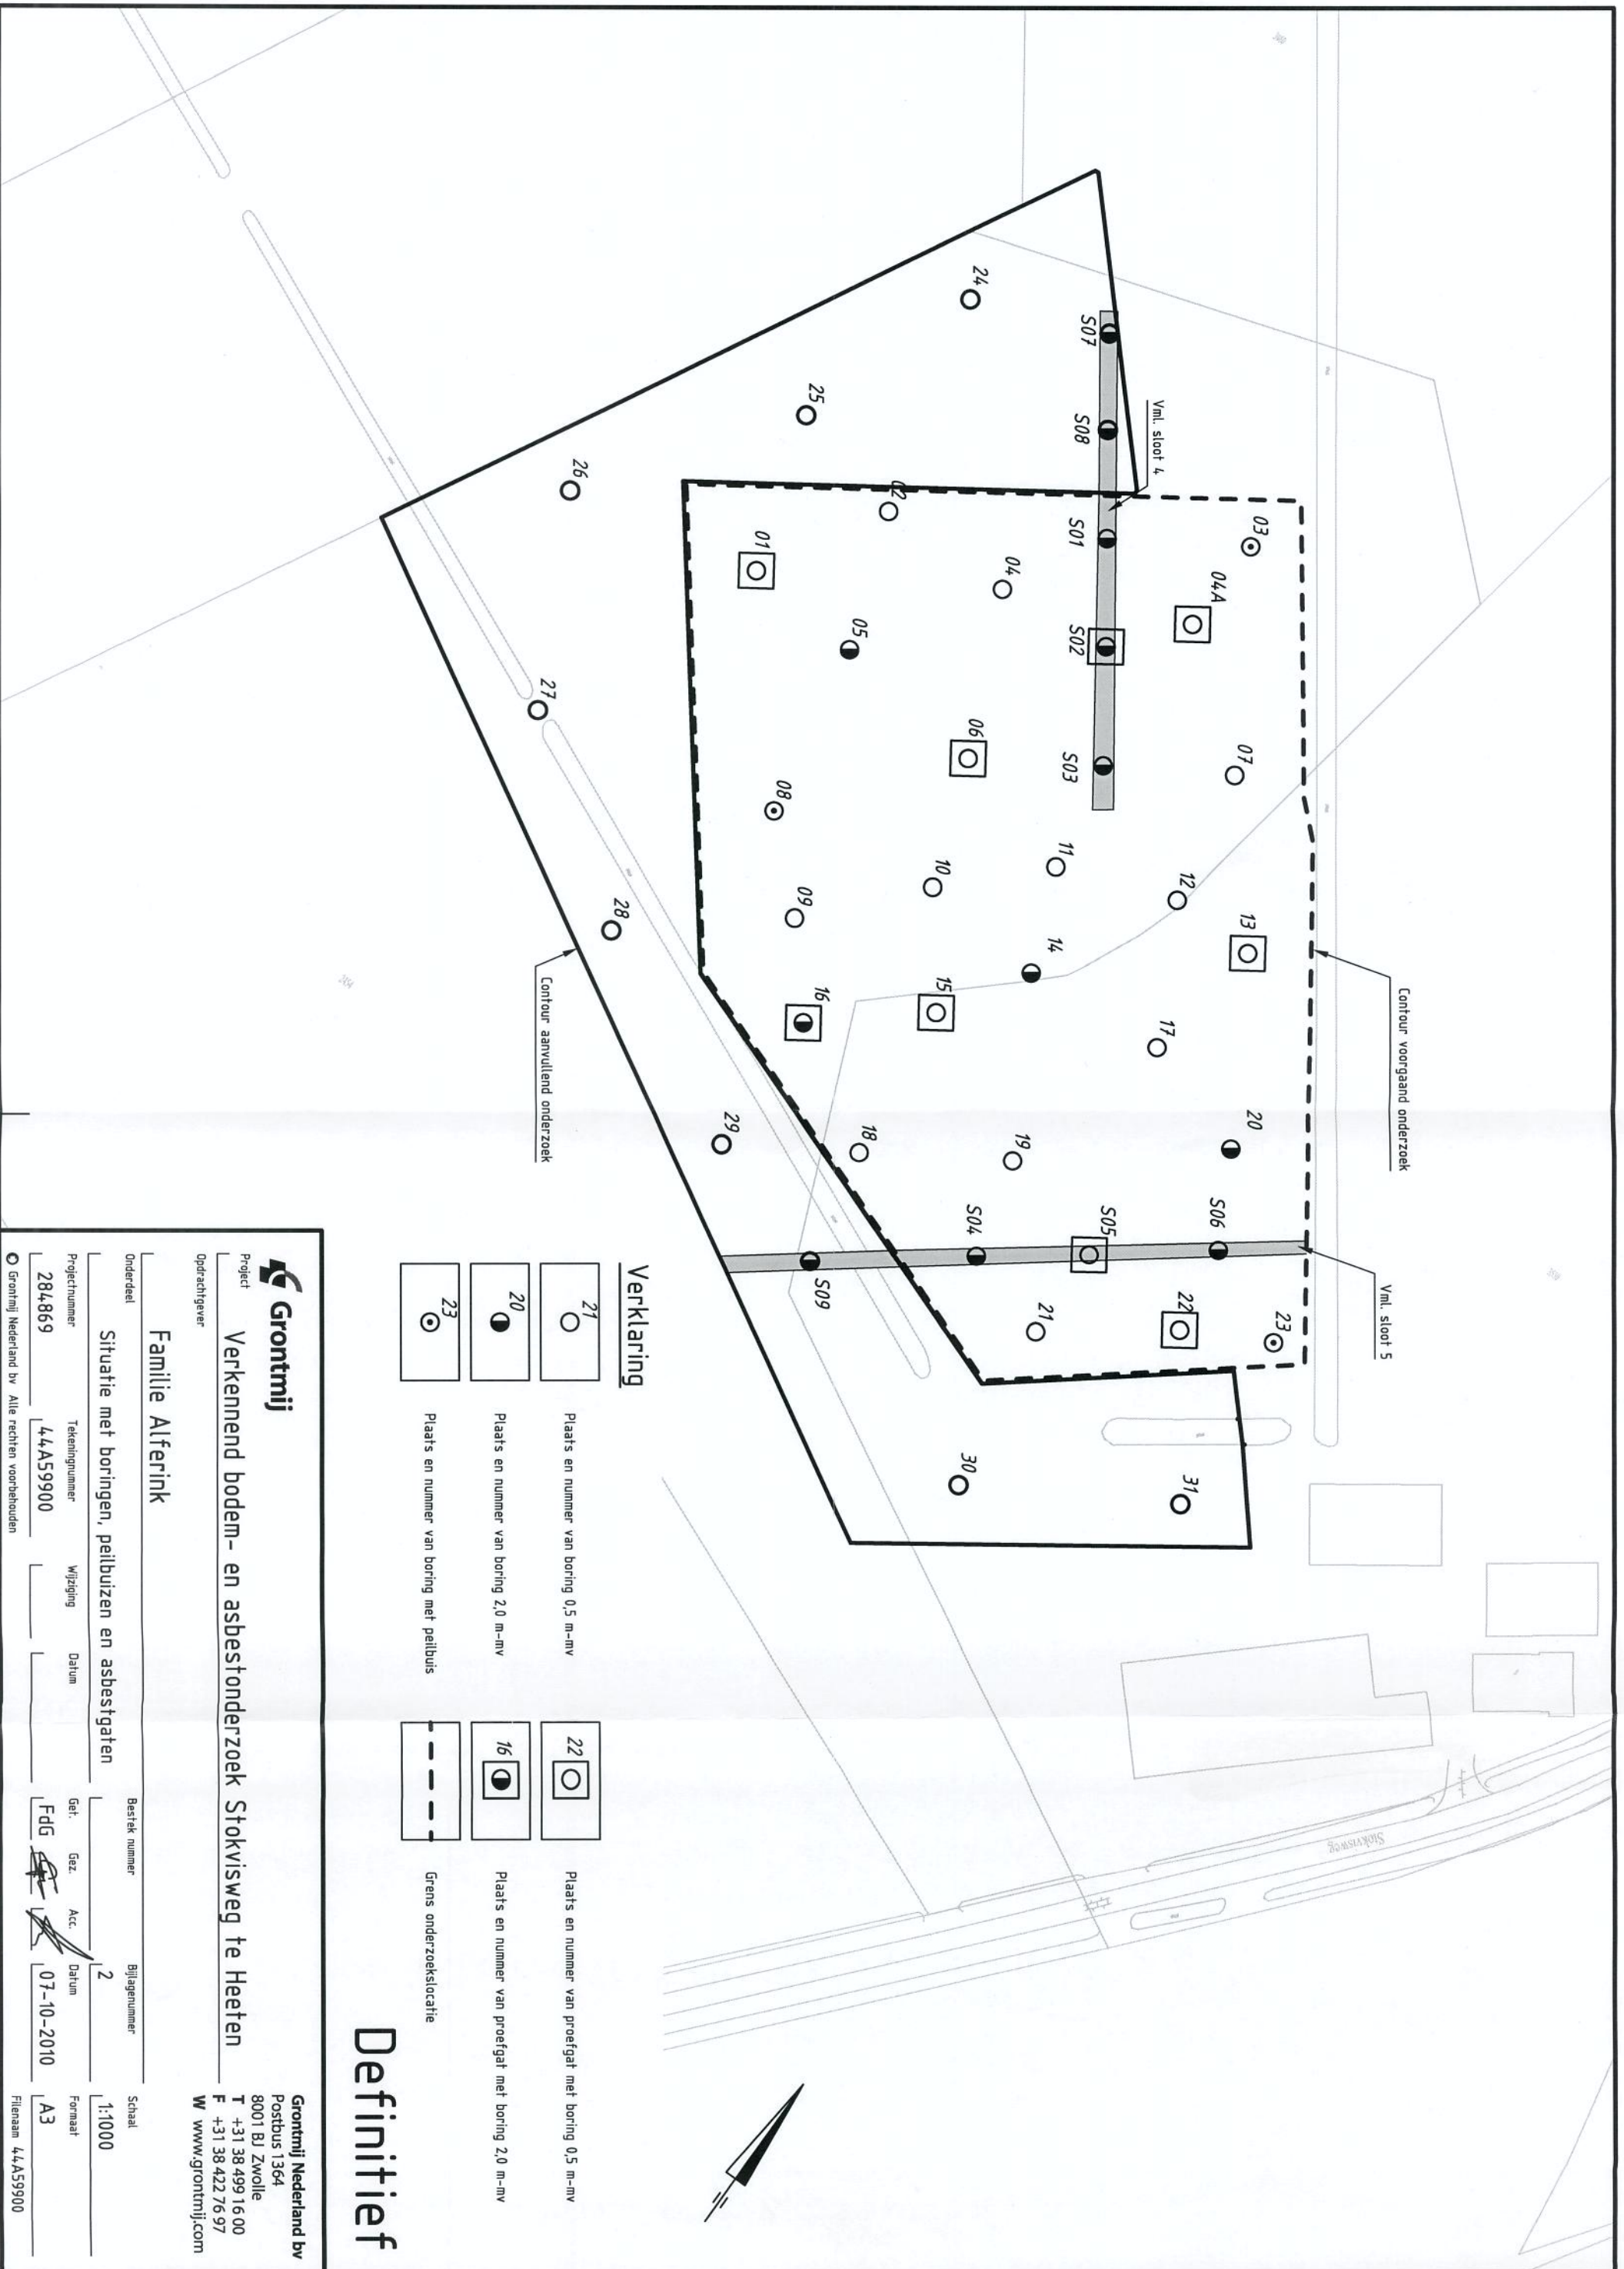 24
S07
25
S08
Vml. sloot 4
26
02
S01
03
01
04
04A
05
S02
27
06
S03
07
08
11
10
12
09
28
13
14
Contour aanvullend onderzoek
Contour voorgaand onderzoek
15
16
17
29
18
19
20
S04
S05
S06
S09
Vml. sloot 5
21
22
23
30
31
Stokvisweg
Verklaring
21
Plaats en nummer van boring 0,5 m-mv
20
Plaats en nummer van boring 2,0 m-mv
23
Plaats en nummer van boring met peilbuis
22
Plaats en nummer van proefgat met boring 0,5 m-mv
16
Plaats en nummer van proefgat met boring 2,0 m-mv
Grens onderzoekslocatie
Definitief
Grontmij
Grontmij Nederland bv
Postbus 1364
8001 BJ Zwolle
T +31 38 499 16 00
F +31 38 422 76 97
W www.grontmij.com
Project
Verkennend bodem- en asbestonderzoek Stokvisweg te Heeten
Opdrachtgever
Familie Alferink
Onderdeel
Situatie met boringen, peilbuizen en asbestgaten
Bestek nummer
Bijlagenummer
2
Schaal
1:1000
Projectnummer
284869
Tekeningnummer
44A59900
Wijziging
Datum
Get.
FdG
Gez.
Acc.
Datum
07-10-2010
Formaat
A3
© Grontmij Nederland bv Alle rechten voorbehouden
Filenaam 44A59900